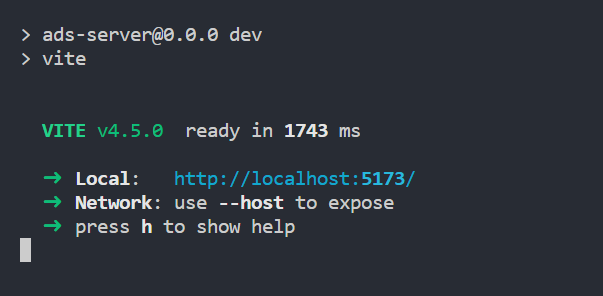 > ads-server@0.0.0 dev
> vite
VITE v4.5.0 ready in 1743 ms
➜ Local: http://localhost:5173/
➜ Network: use --host to expose
➜ press h to show help